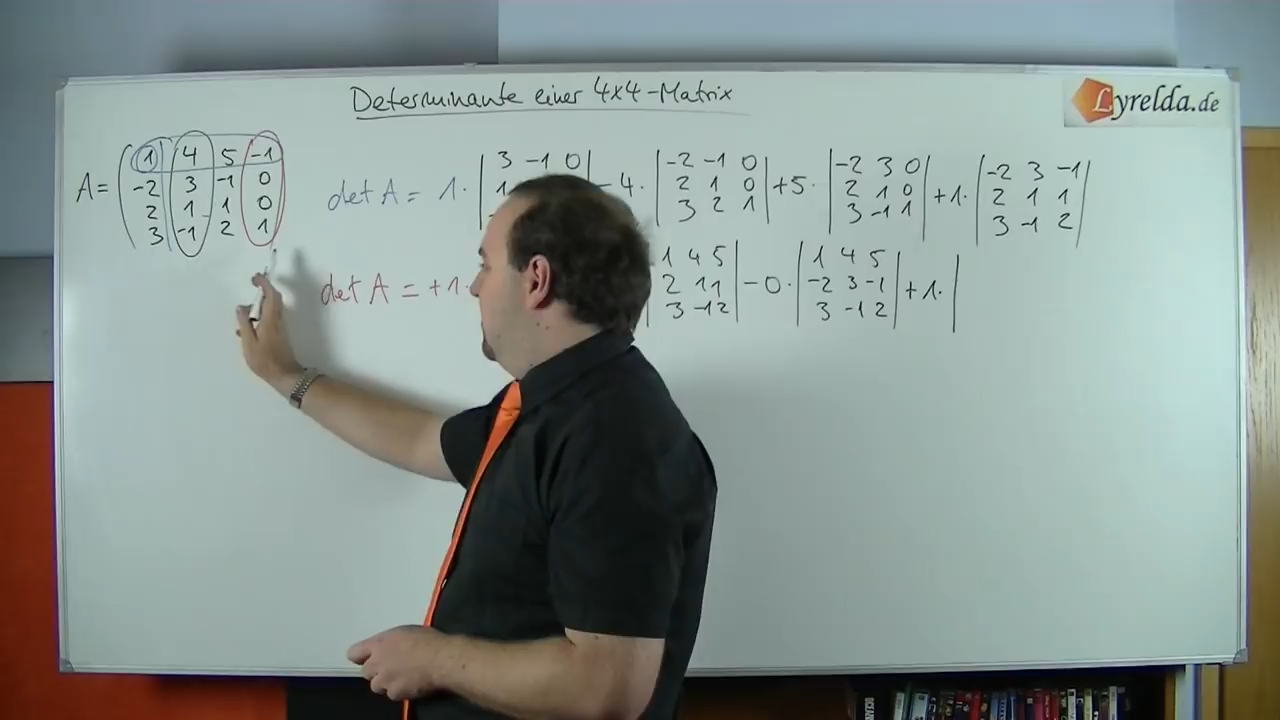 Determinante einer 4x4-Matrix
Lyrelda.de
A = ( 1 4 5 -1
-2 3 -1 0
2 1 1 0
3 -1 2 1 )
det A = 1 · | 3 -1 0 | -4 · | -2 -1 0 | +5 · | -2 3 0 | +1 · | -2 3 -1 |
1 | 2 1 0 | | 2 1 0 | | 2 1 1 |
| 3 2 1 | | 3 -1 1 | | 3 -1 2 |
det A = +1 · | 1 4 5 | -0 · | 1 4 5 | +1 · |
2 1 1 | | -2 3 -1 |
3 -1 2 | | 3 -1 2 |